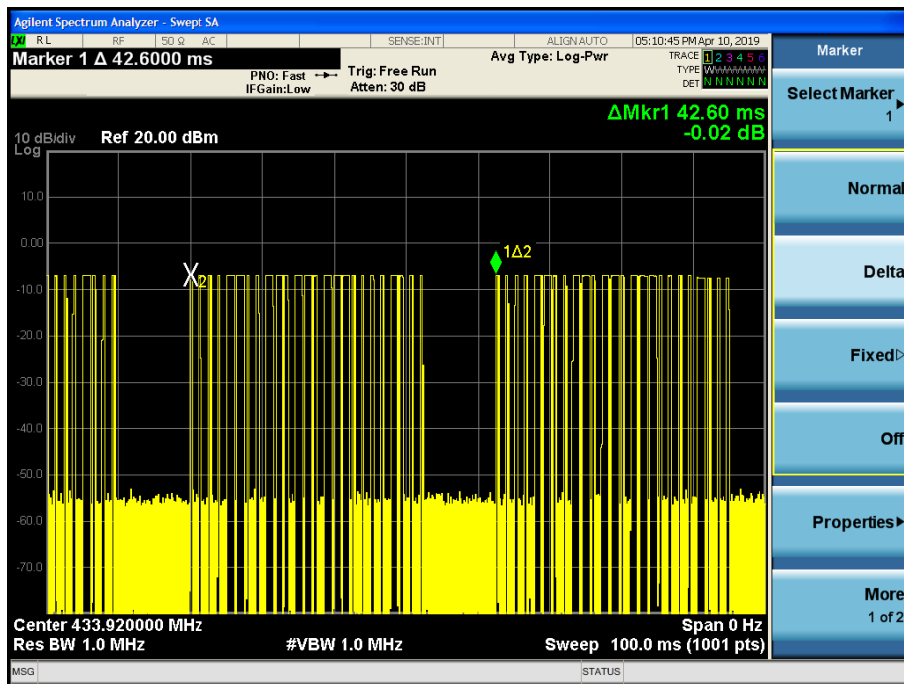 Agilent Spectrum Analyzer - Swept SA
LXI RL RF 50 Ω AC SENSE:INT ALIGN AUTO 05:10:45 PM Apr 10, 2019
Marker 1 Δ 42.6000 ms
PNO: Fast
IFGain:Low
Trig: Free Run
Atten: 30 dB
Avg Type: Log-Pwr
TRACE 1 2 3 4 5 6
TYPE WWWWWW
DET N N N N N N
ΔMkr1 42.60 ms
-0.02 dB
10 dB/div Ref 20.00 dBm
Log
10.0
0.00
-10.0
-20.0
-30.0
-40.0
-50.0
-60.0
-70.0
X2
1Δ2
Center 433.920000 MHz Span 0 Hz
Res BW 1.0 MHz #VBW 1.0 MHz Sweep 100.0 ms (1001 pts)
MSG STATUS
Marker
Select Marker
1
Normal
Delta
Fixed
Off
Properties
More
1 of 2